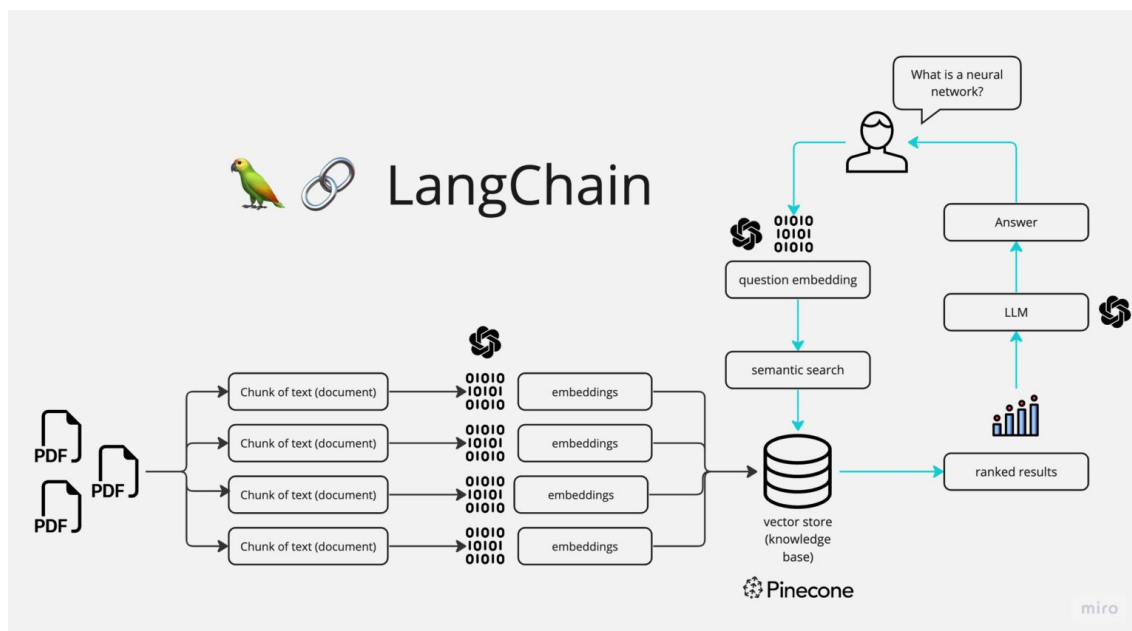 What is a neural
network?
LangChain
01010
10101
01010
question embedding
semantic search
Answer
LLM
ranked results
PDF
PDF
PDF
Chunk of text (document)
01010
10101
01010
embeddings
Chunk of text (document)
01010
10101
01010
embeddings
Chunk of text (document)
01010
10101
01010
embeddings
Chunk of text (document)
01010
10101
01010
embeddings
vector store
(knowledge
base)
Pinecone
miro